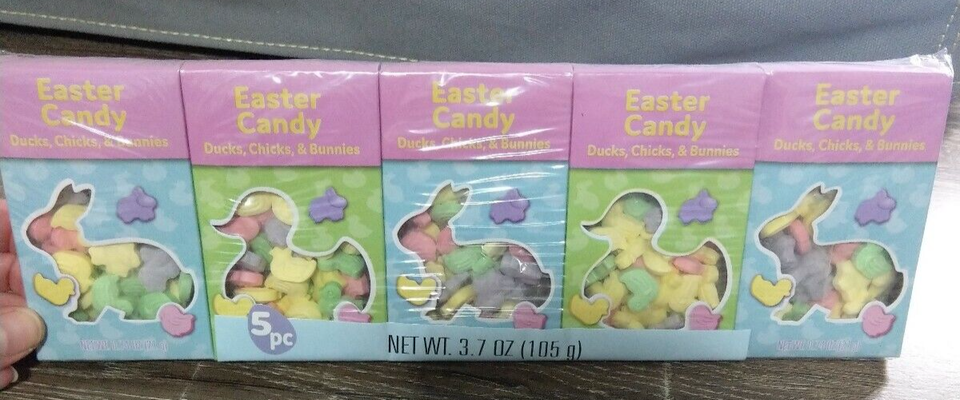 Easter
Candy
Ducks, Chicks, & Bunnies
Easter
Candy
Ducks, Chicks, & Bunnies
Easter
Candy
Ducks, Chicks, & Bunnies
Easter
Candy
Ducks, Chicks, & Bunnies
Easter
Candy
Ducks, Chicks, & Bunnies
5pc
NET WT. 3.7 OZ (105 g)